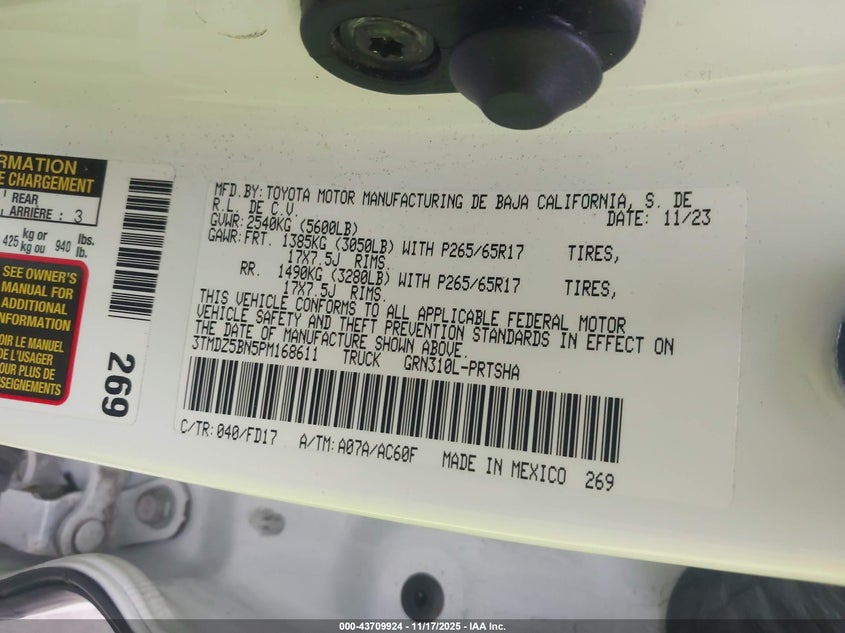 RMATION
E CHARGEMENT
REAR
ARRIÈRE : 3
425 kg or kg ou 940 lbs. lb.
SEE OWNER'S
MANUAL FOR
ADDITIONAL
INFORMATION
OIR LE MANUEL
DE L'USAGER
POUR PLUS DE
NSEIGNEMENTS
269
MFD.BY:TOYOTA MOTOR MANUFACTURING DE BAJA CALIFORNIA, S. DE
R.L. DE C.V. DATE: 11/23
GVWR:2540KG (5600LB)
GAWR:FRT. 1385KG (3050LB) WITH P265/65R17 TIRES,
17X7.5J RIMS.
RR. 1490KG (3280LB) WITH P265/65R17 TIRES,
17X7.5J RIMS.
THIS VEHICLE CONFORMS TO ALL APPLICABLE FEDERAL MOTOR
VEHICLE SAFETY AND THEFT PREVENTION STANDARDS IN EFFECT ON
THE DATE OF MANUFACTURE SHOWN ABOVE.
3TMDZ5BN5PM168611 TRUCK GRN310L-PRTSHA
C/TR:040/FD17 A/TM:A07A/AC60F MADE IN MEXICO 269
000-43709924 - 11/17/2025 - IAA Inc.